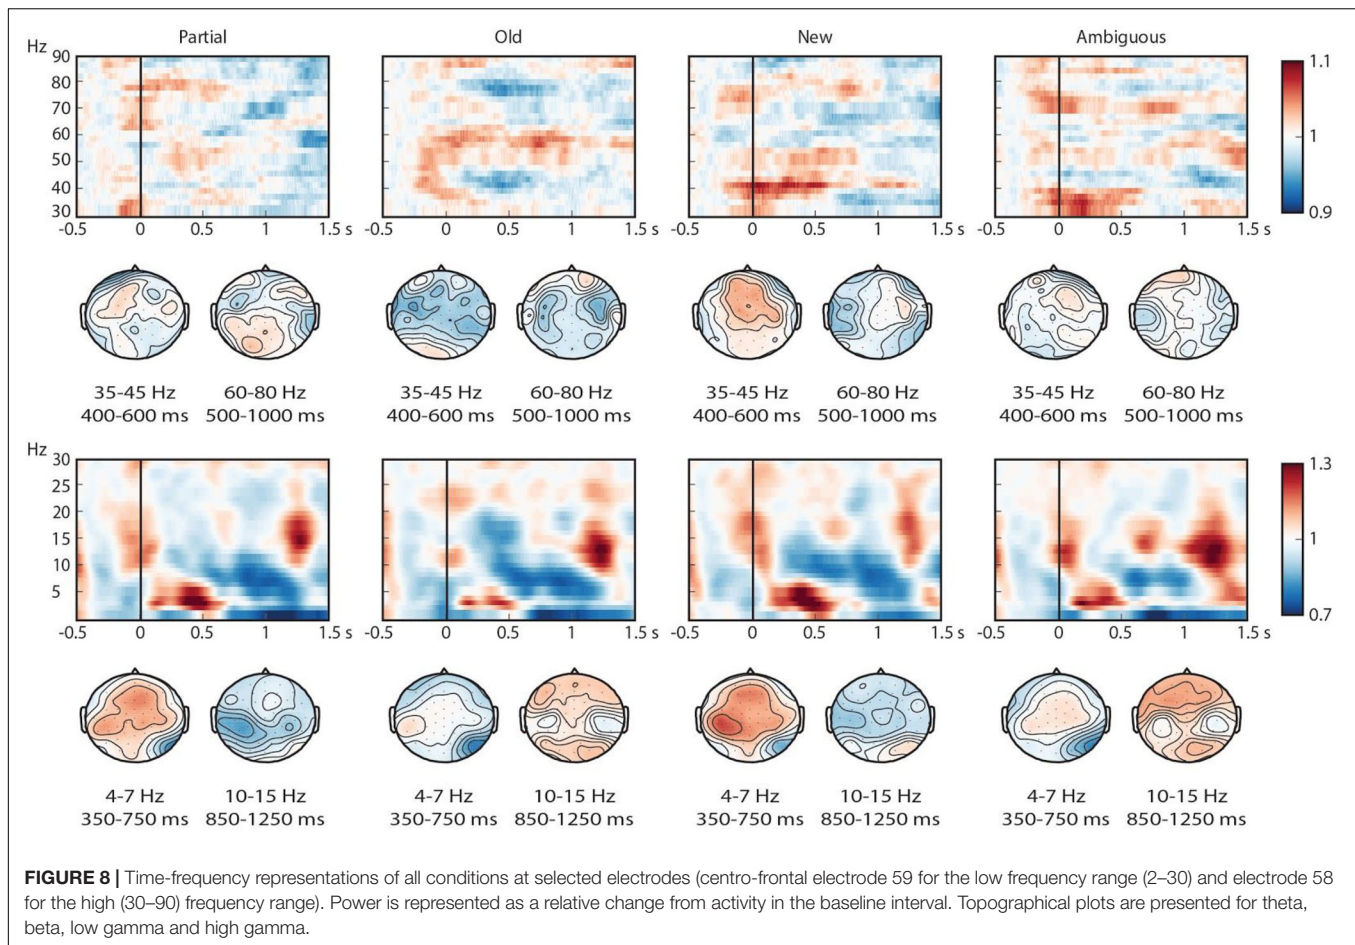 Partial Old New Ambiguous
Hz
90
80
70
60
50
40
30
-0.5 0 0.5 1 1.5 s
-0.5 0 0.5 1 1.5 s
-0.5 0 0.5 1 1.5 s
-0.5 0 0.5 1 1.5 s
1.1
1
0.9
35-45 Hz 60-80 Hz 35-45 Hz 60-80 Hz 35-45 Hz 60-80 Hz 35-45 Hz 60-80 Hz
400-600 ms 500-1000 ms 400-600 ms 500-1000 ms 400-600 ms 500-1000 ms 400-600 ms 500-1000 ms
Hz
30
25
20
15
10
5
-0.5 0 0.5 1 1.5 s
-0.5 0 0.5 1 1.5 s
-0.5 0 0.5 1 1.5 s
-0.5 0 0.5 1 1.5 s
1.3
1
0.7
4-7 Hz 10-15 Hz 4-7 Hz 10-15 Hz 4-7 Hz 10-15 Hz 4-7 Hz 10-15 Hz
350-750 ms 850-1250 ms 350-750 ms 850-1250 ms 350-750 ms 850-1250 ms 350-750 ms 850-1250 ms
FIGURE 8 | Time-frequency representations of all conditions at selected electrodes (centro-frontal electrode 59 for the low frequency range (2–30) and electrode 58
for the high (30–90) frequency range). Power is represented as a relative change from activity in the baseline interval. Topographical plots are presented for theta,
beta, low gamma and high gamma.